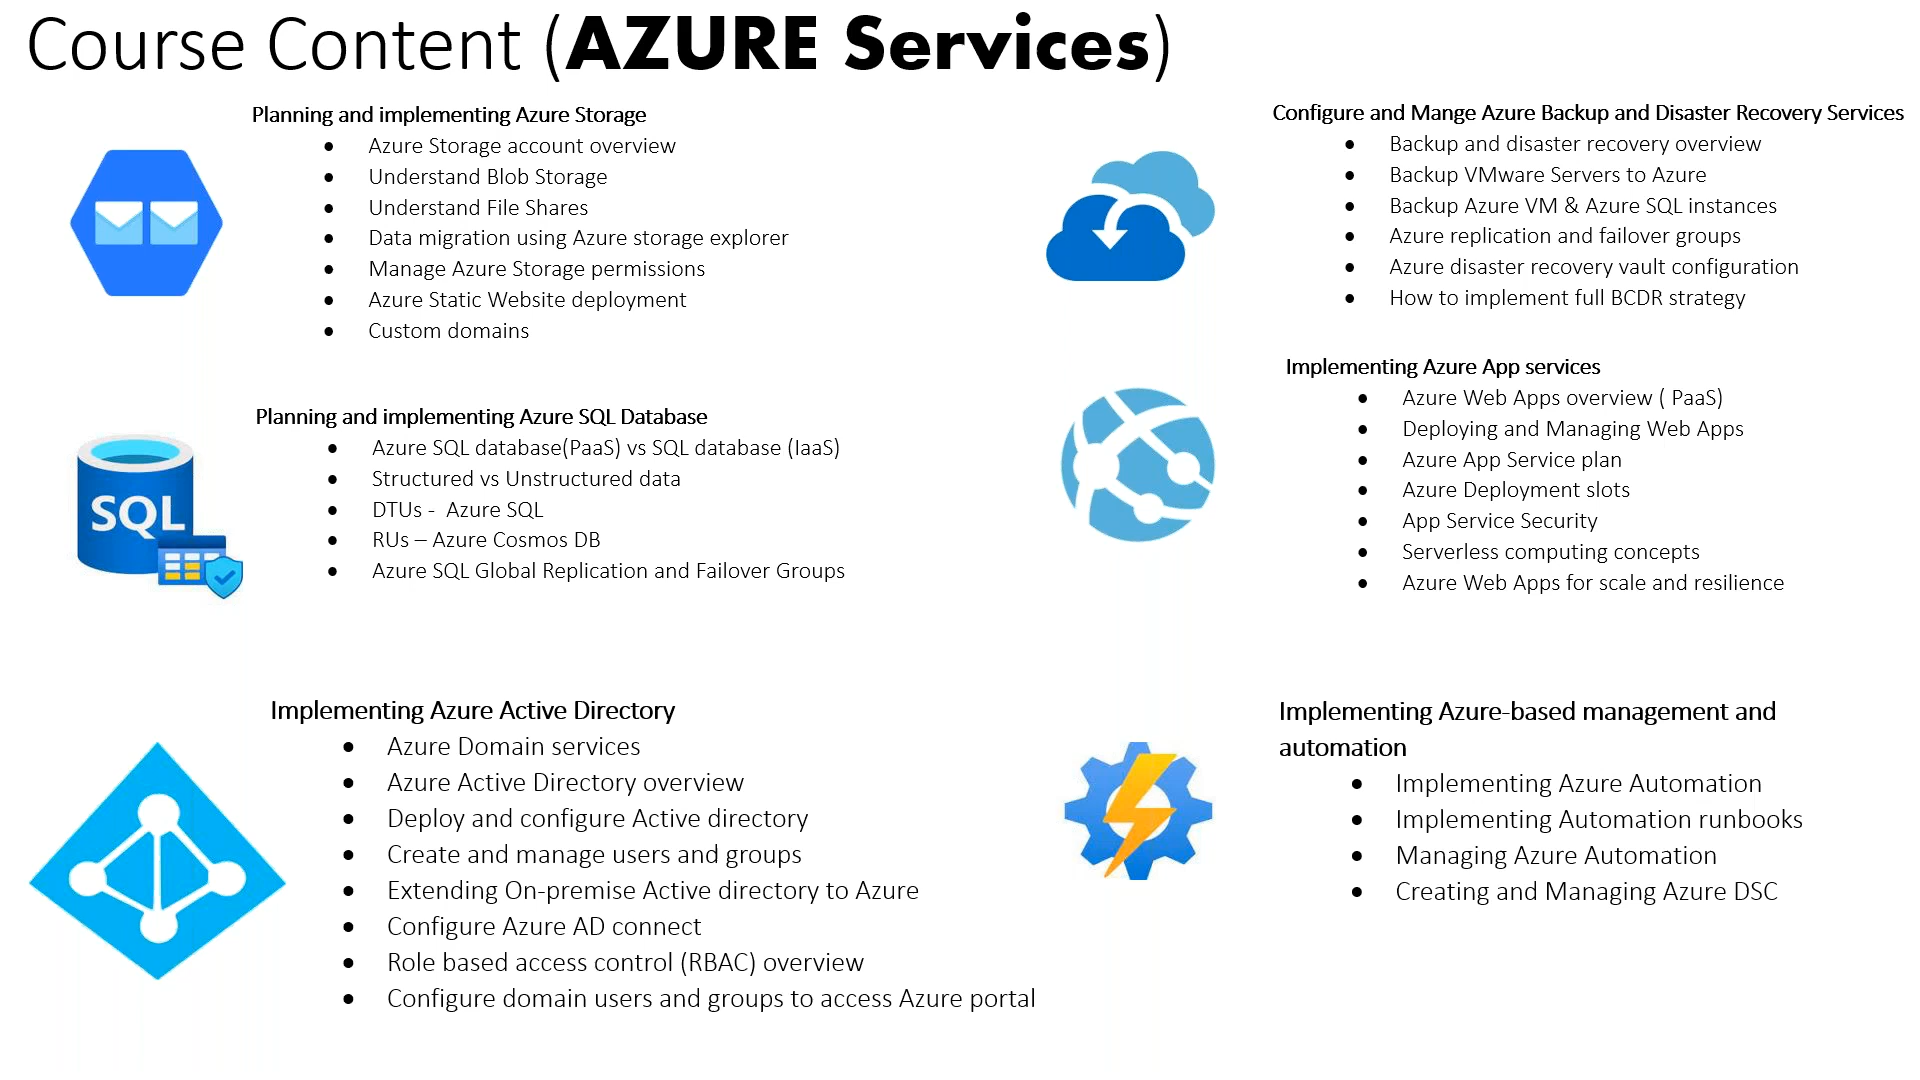 Course Content (AZURE Services)
Planning and implementing Azure Storage
• Azure Storage account overview
• Understand Blob Storage
• Understand File Shares
• Data migration using Azure storage explorer
• Manage Azure Storage permissions
• Azure Static Website deployment
• Custom domains
Planning and implementing Azure SQL Database
• Azure SQL database(PaaS) vs SQL database (IaaS)
• Structured vs Unstructured data
• DTUs - Azure SQL
• RUs – Azure Cosmos DB
• Azure SQL Global Replication and Failover Groups
SQL
Implementing Azure Active Directory
• Azure Domain services
• Azure Active Directory overview
• Deploy and configure Active directory
• Create and manage users and groups
• Extending On-premise Active directory to Azure
• Configure Azure AD connect
• Role based access control (RBAC) overview
• Configure domain users and groups to access Azure portal
Configure and Mange Azure Backup and Disaster Recovery Services
• Backup and disaster recovery overview
• Backup VMware Servers to Azure
• Backup Azure VM & Azure SQL instances
• Azure replication and failover groups
• Azure disaster recovery vault configuration
• How to implement full BCDR strategy
Implementing Azure App services
• Azure Web Apps overview ( PaaS)
• Deploying and Managing Web Apps
• Azure App Service plan
• Azure Deployment slots
• App Service Security
• Serverless computing concepts
• Azure Web Apps for scale and resilience
Implementing Azure-based management and
automation
• Implementing Azure Automation
• Implementing Automation runbooks
• Managing Azure Automation
• Creating and Managing Azure DSC